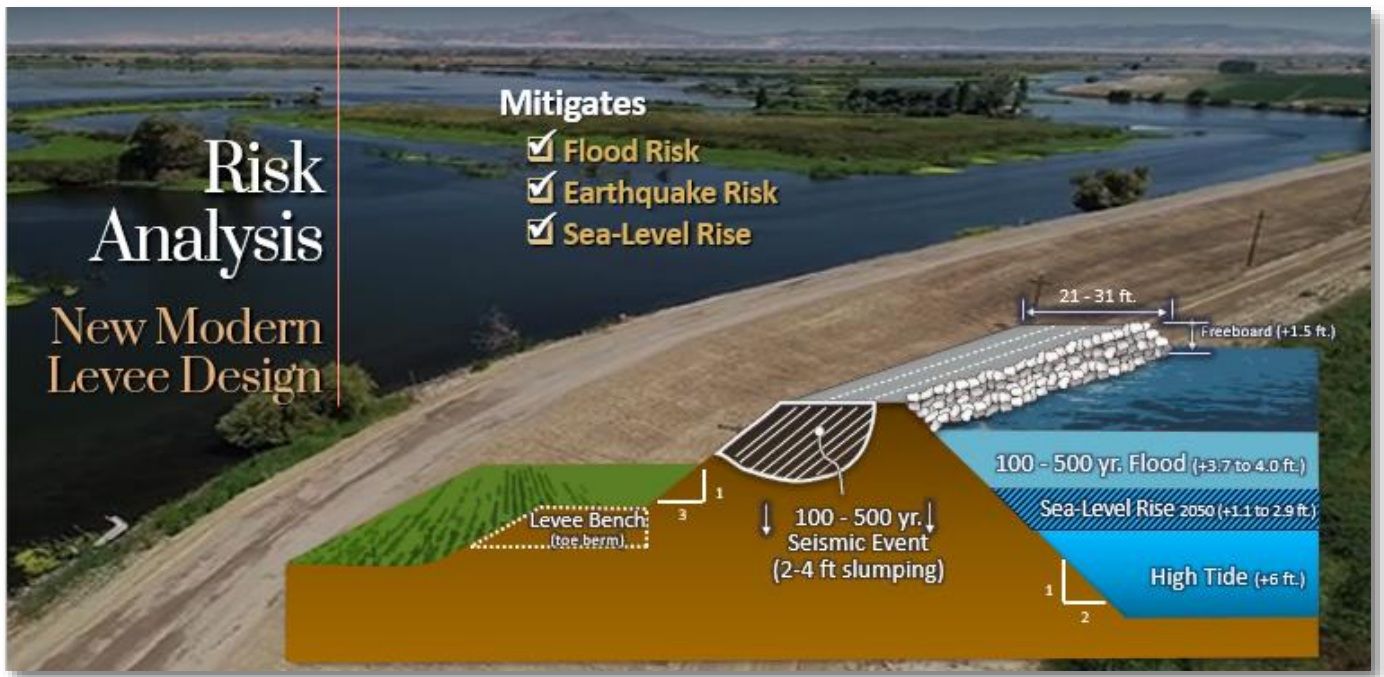 Risk
Analysis
New Modern
Levee Design
Mitigates
Flood Risk
Earthquake Risk
Sea-Level Rise
21 - 31 ft.
Freeboard (+1.5 ft.)
100 - 500 yr. Flood (+3.7 to 4.0 ft.)
Sea-Level Rise 2050 (+1.1 to 2.9 ft.)
High Tide (+6 ft.)
1
2
1
3
Levee Bench
(toe berm)
100 - 500 yr.
Seismic Event
(2-4 ft slumping)